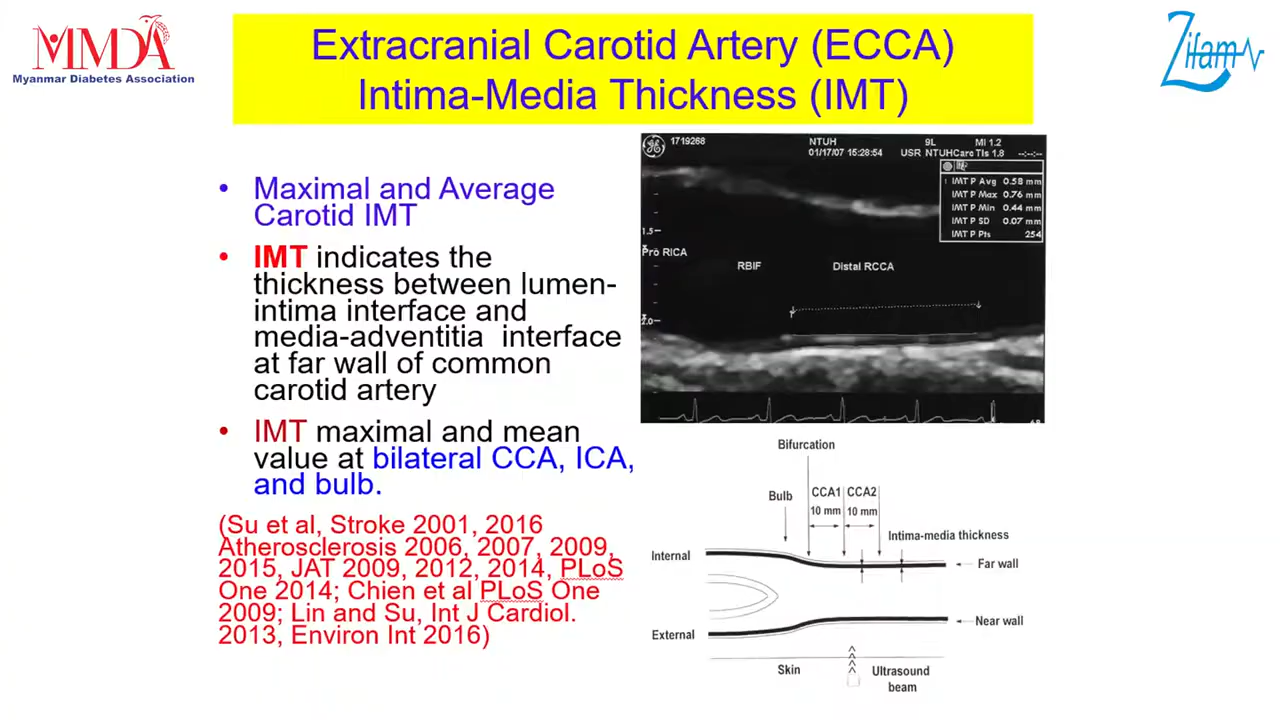 MMDA
Myanmar Diabetes Association
Extracranial Carotid Artery (ECCA)
Intima-Media Thickness (IMT)
Zifam
• Maximal and Average
Carotid IMT
• IMT indicates the
thickness between lumen-
intima interface and
media-adventitia interface
at far wall of common
carotid artery
• IMT maximal and mean
value at bilateral CCA, ICA,
and bulb.
(Su et al, Stroke 2001, 2016
Atherosclerosis 2006, 2007, 2009,
2015, JAT 2009, 2012, 2014, PLoS
One 2014; Chien et al PLoS One
2009; Lin and Su, Int J Cardiol.
2013, Environ Int 2016)
1719268 NTUH 9L MI 1.2
01/17/07 15:28:54 USR NTUHCare TIs 1.8 --:--:--
IMT P Avg 0.58 mm
IMT P Max 0.76 mm
IMT P Min 0.44 mm
IMT P SD 0.07 mm
IMT P Pts 254
1.5
Pro RICA
RBIF
Distal RCCA
2.0
Bifurcation
Bulb
CCA1 CCA2
10 mm 10 mm
Intima-media thickness
Internal
Far wall
Near wall
External
Skin
Ultrasound
beam